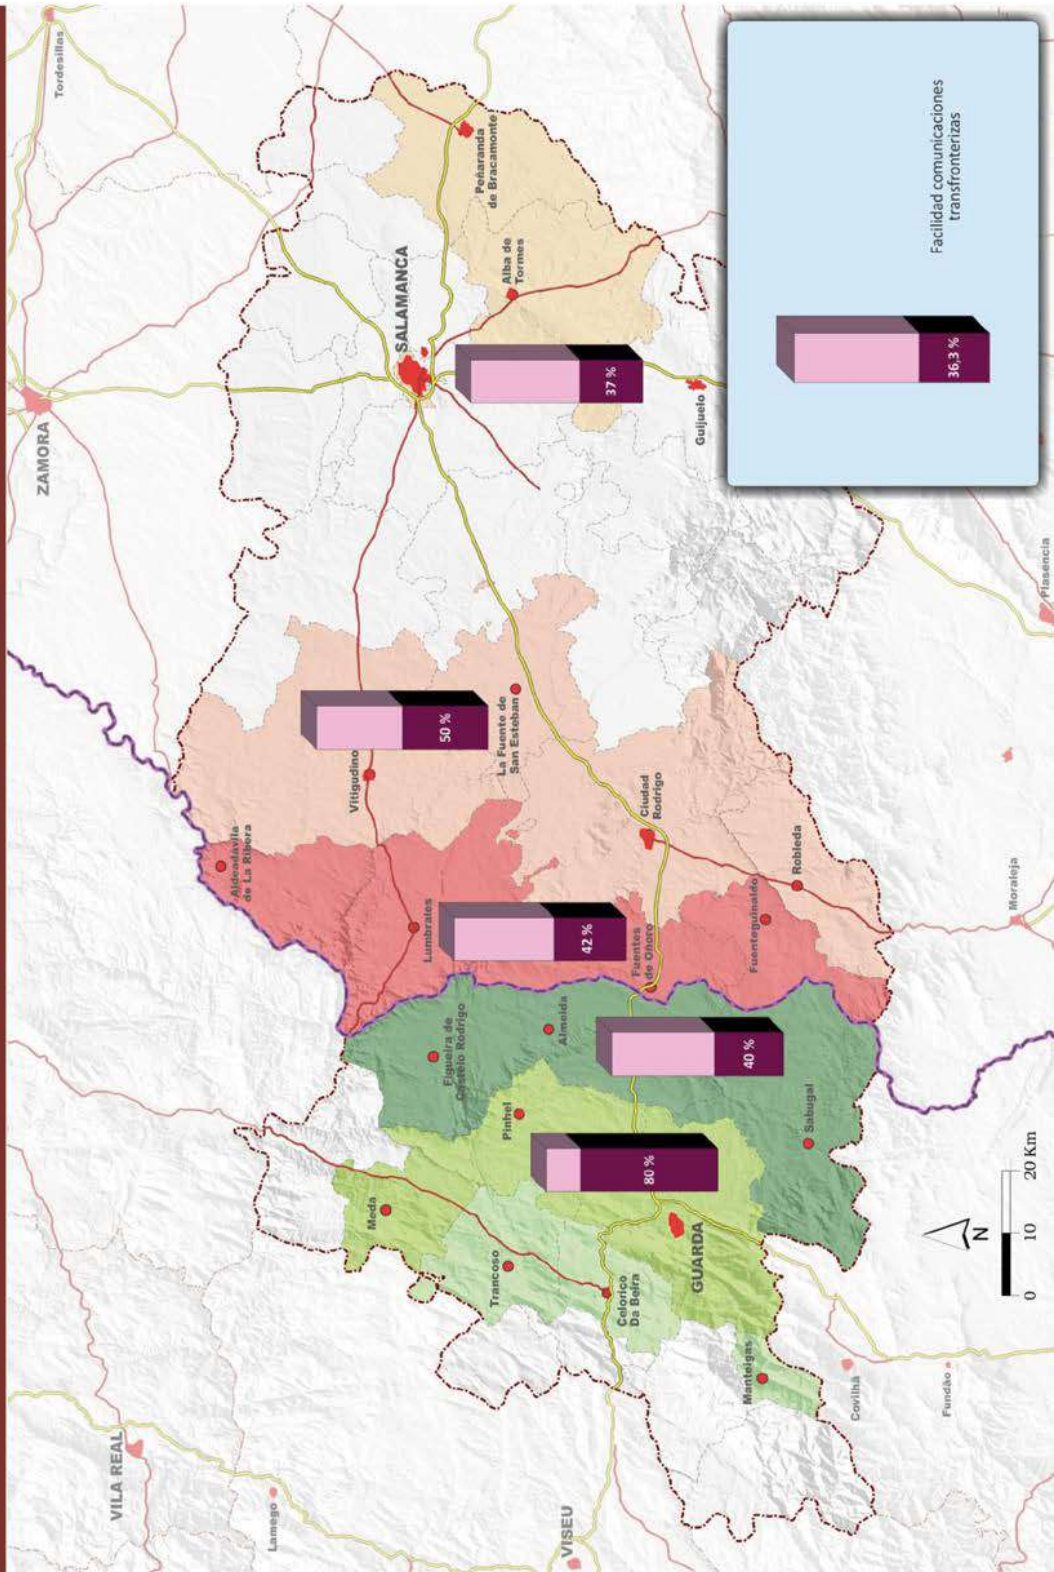 Tordesillas
ZAMORA
VILA REAL
Lamego
VISEU
Peñaranda
de Bracamonte
Alba de
Tormes
SALAMANCA
37 %
Guijuelo
Aldeadávila
de La Ribera
Vitigudino
50 %
La Fuente de
San Esteban
Lumbrales
42 %
Ciudad
Rodrigo
Fuentes
de Oñoro
Fuenteguinaldo
Robleda
Figueira de
Castelo Rodrigo
Almeida
40 %
Sabugal
Pinhel
80 %
Meda
Trancoso
Celorico
Da Beira
GUARDA
Manteigas
Covilhã
Fundão
Moraleja
Plasencia
N
0
10
20 Km
36,3 %
Facilidad comunicaciones
transfronterizas